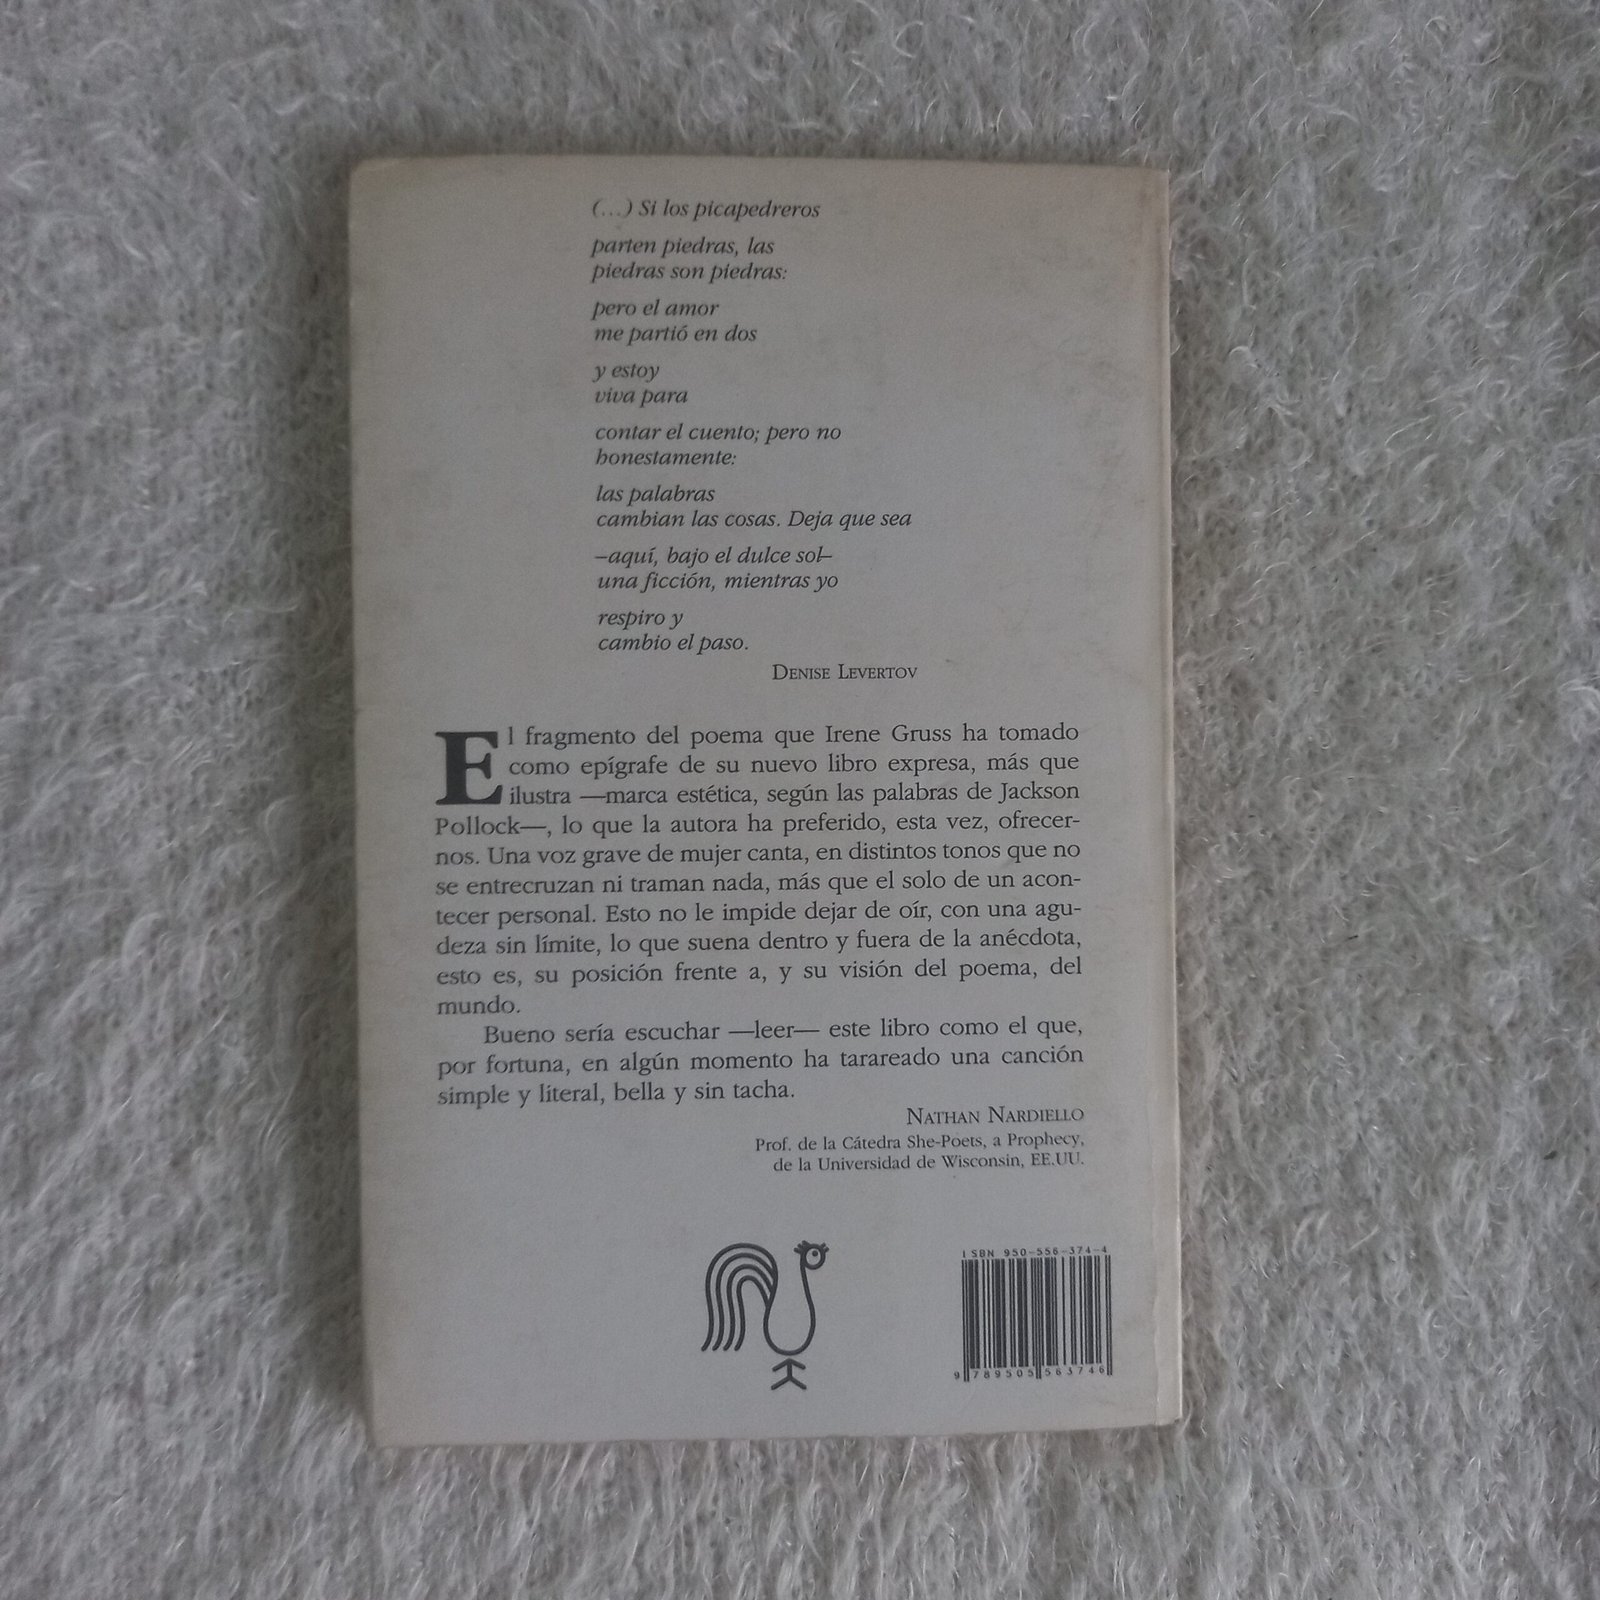 (...) Si los picapedreros
parten piedras, las
piedras son piedras:
pero el amor
me partió en dos
y estoy
viva para
contar el cuento; pero no
honestamente:
las palabras
cambian las cosas. Deja que sea
–aquí, bajo el dulce sol–
una ficción, mientras yo
respiro y
cambio el paso.
DENISE LEVERTOV
El fragmento del poema que Irene Gruss ha tomado
como epígrafe de su nuevo libro expresa, más que
ilustra —marca estética, según las palabras de Jackson
Pollock—, lo que la autora ha preferido, esta vez, ofrecer-
nos. Una voz grave de mujer canta, en distintos tonos que no
se entrecruzan ni traman nada, más que el solo de un acon-
tecer personal. Esto no le impide dejar de oír, con una agu-
deza sin límite, lo que suena dentro y fuera de la anécdota,
esto es, su posición frente a, y su visión del poema, del
mundo.
Bueno sería escuchar —leer— este libro como el que,
por fortuna, en algún momento ha tarareado una canción
simple y literal, bella y sin tacha.
NATHAN NARDIELLO
Prof. de la Cátedra She-Poets, a Prophecy,
de la Universidad de Wisconsin, EE.UU.
ISBN 950-556-374-4
9 789505 563746